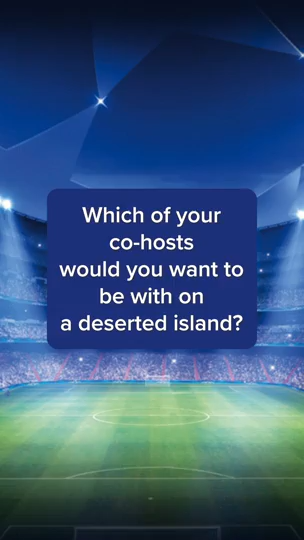 Which of your
co-hosts
would you want to
be with on
a deserted island?